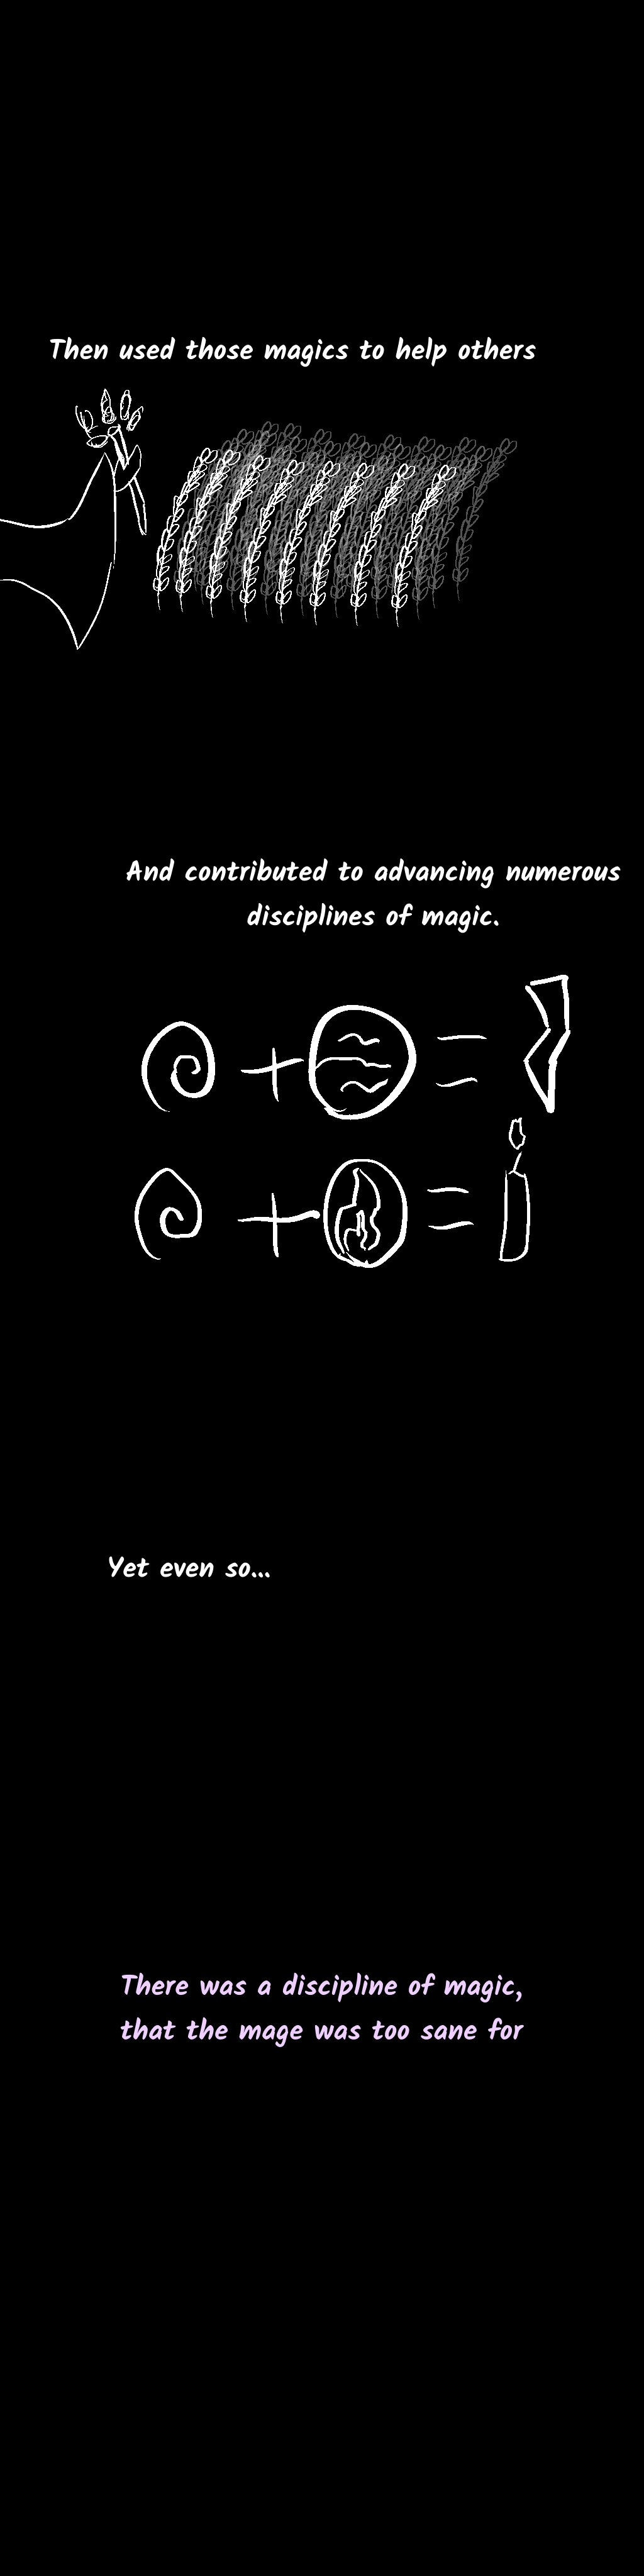 Then used those magics to help others
And contributed to advancing numerous
disciplines of magic.
Yet even so...
There was a discipline of magic,
that the mage was too sane for